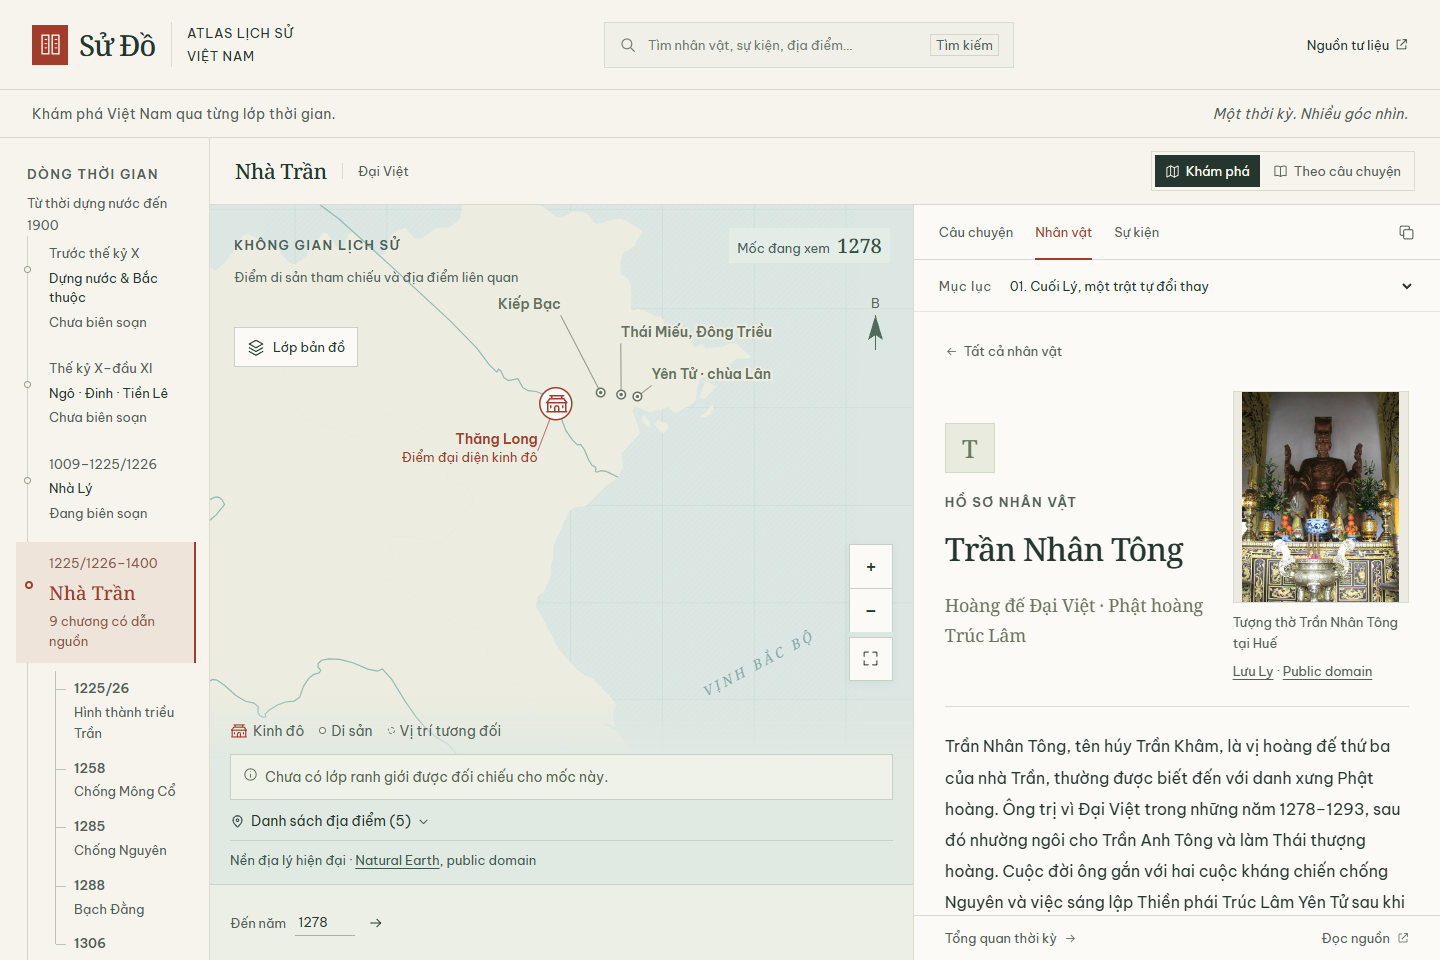 Sử Đồ
ATLAS LỊCH SỬ
VIỆT NAM
Tìm nhân vật, sự kiện, địa điểm...
Tìm kiếm
Nguồn tư liệu
Khám phá Việt Nam qua từng lớp thời gian.
Một thời kỳ. Nhiều góc nhìn.
DÒNG THỜI GIAN
Từ thời dựng nước đến
1900
Trước thế kỷ X
Dựng nước & Bắc
thuộc
Chưa biên soạn
Thế kỷ X–đầu XI
Ngô · Đinh · Tiền Lê
Chưa biên soạn
1009–1225/1226
Nhà Lý
Đang biên soạn
1225/1226–1400
Nhà Trần
9 chương có dẫn
nguồn
1225/26
Hình thành triều
Trần
1258
Chống Mông Cổ
1285
Chống Nguyên
1288
Bạch Đằng
1306
Nhà Trần
Đại Việt
Khám phá
Theo câu chuyện
KHÔNG GIAN LỊCH SỬ
Điểm di sản tham chiếu và địa điểm liên quan
Mốc đang xem 1278
Lớp bản đồ
B
Kiếp Bạc
Thái Miếu, Đông Triều
Yên Tử · chùa Lân
Thăng Long
Điểm đại diện kinh đô
VỊNH BẮC BỘ
+
−
Kinh đô
Di sản
Vị trí tương đối
Chưa có lớp ranh giới được đối chiếu cho mốc này.
Danh sách địa điểm (5)
Nền địa lý hiện đại · Natural Earth, public domain
Đến năm 1278
Câu chuyện
Nhân vật
Sự kiện
Mục lục
01. Cuối Lý, một trật tự đổi thay
← Tất cả nhân vật
T
HỒ SƠ NHÂN VẬT
Trần Nhân Tông
Hoàng đế Đại Việt · Phật hoàng
Trúc Lâm
Tượng thờ Trần Nhân Tông
tại Huế
Lưu Ly · Public domain
Trần Nhân Tông, tên húy Trần Khâm, là vị hoàng đế thứ ba
của nhà Trần, thường được biết đến với danh xưng Phật
hoàng. Ông trị vì Đại Việt trong những năm 1278–1293, sau
đó nhường ngôi cho Trần Anh Tông và làm Thái thượng
hoàng. Cuộc đời ông gắn với hai cuộc kháng chiến chống
Nguyên và việc sáng lập Thiền phái Trúc Lâm Yên Tử sau khi
Tổng quan thời kỳ →
Đọc nguồn